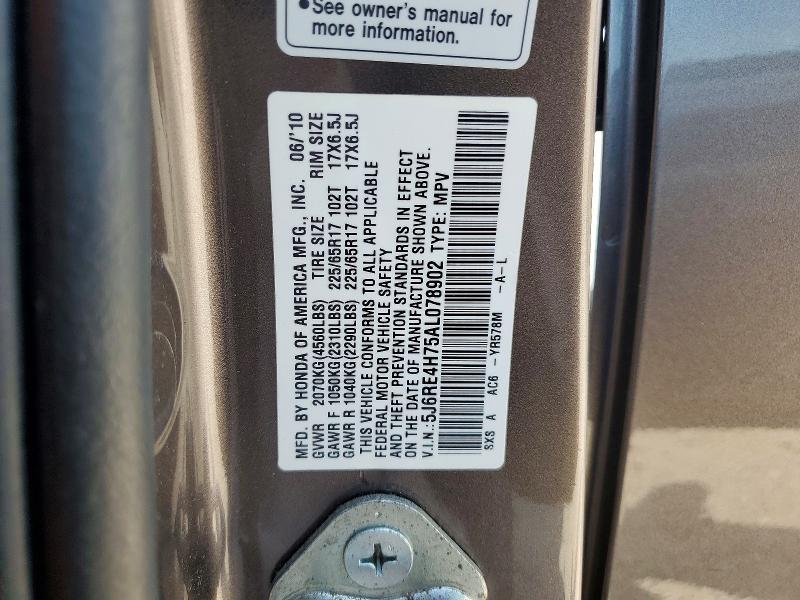 •See owner's manual for
more information.
MFD. BY HONDA OF AMERICA MFG., INC. 06/'10
GVWR 2070KG(4560LBS) TIRE SIZE RIM SIZE
GAWR F 1050KG(2310LBS) 225/65R17 102T 17X6.5J
GAWR R 1040KG(2290LBS) 225/65R17 102T 17X6.5J
THIS VEHICLE CONFORMS TO ALL APPLICABLE
FEDERAL MOTOR VEHICLE SAFETY
AND THEFT PREVENTION STANDARDS IN EFFECT
ON THE DATE OF MANUFACTURE SHOWN ABOVE.
V.I.N.:5J6RE4H75AL078902 TYPE: MPV
SXS A AC6 -YR578M -A-L